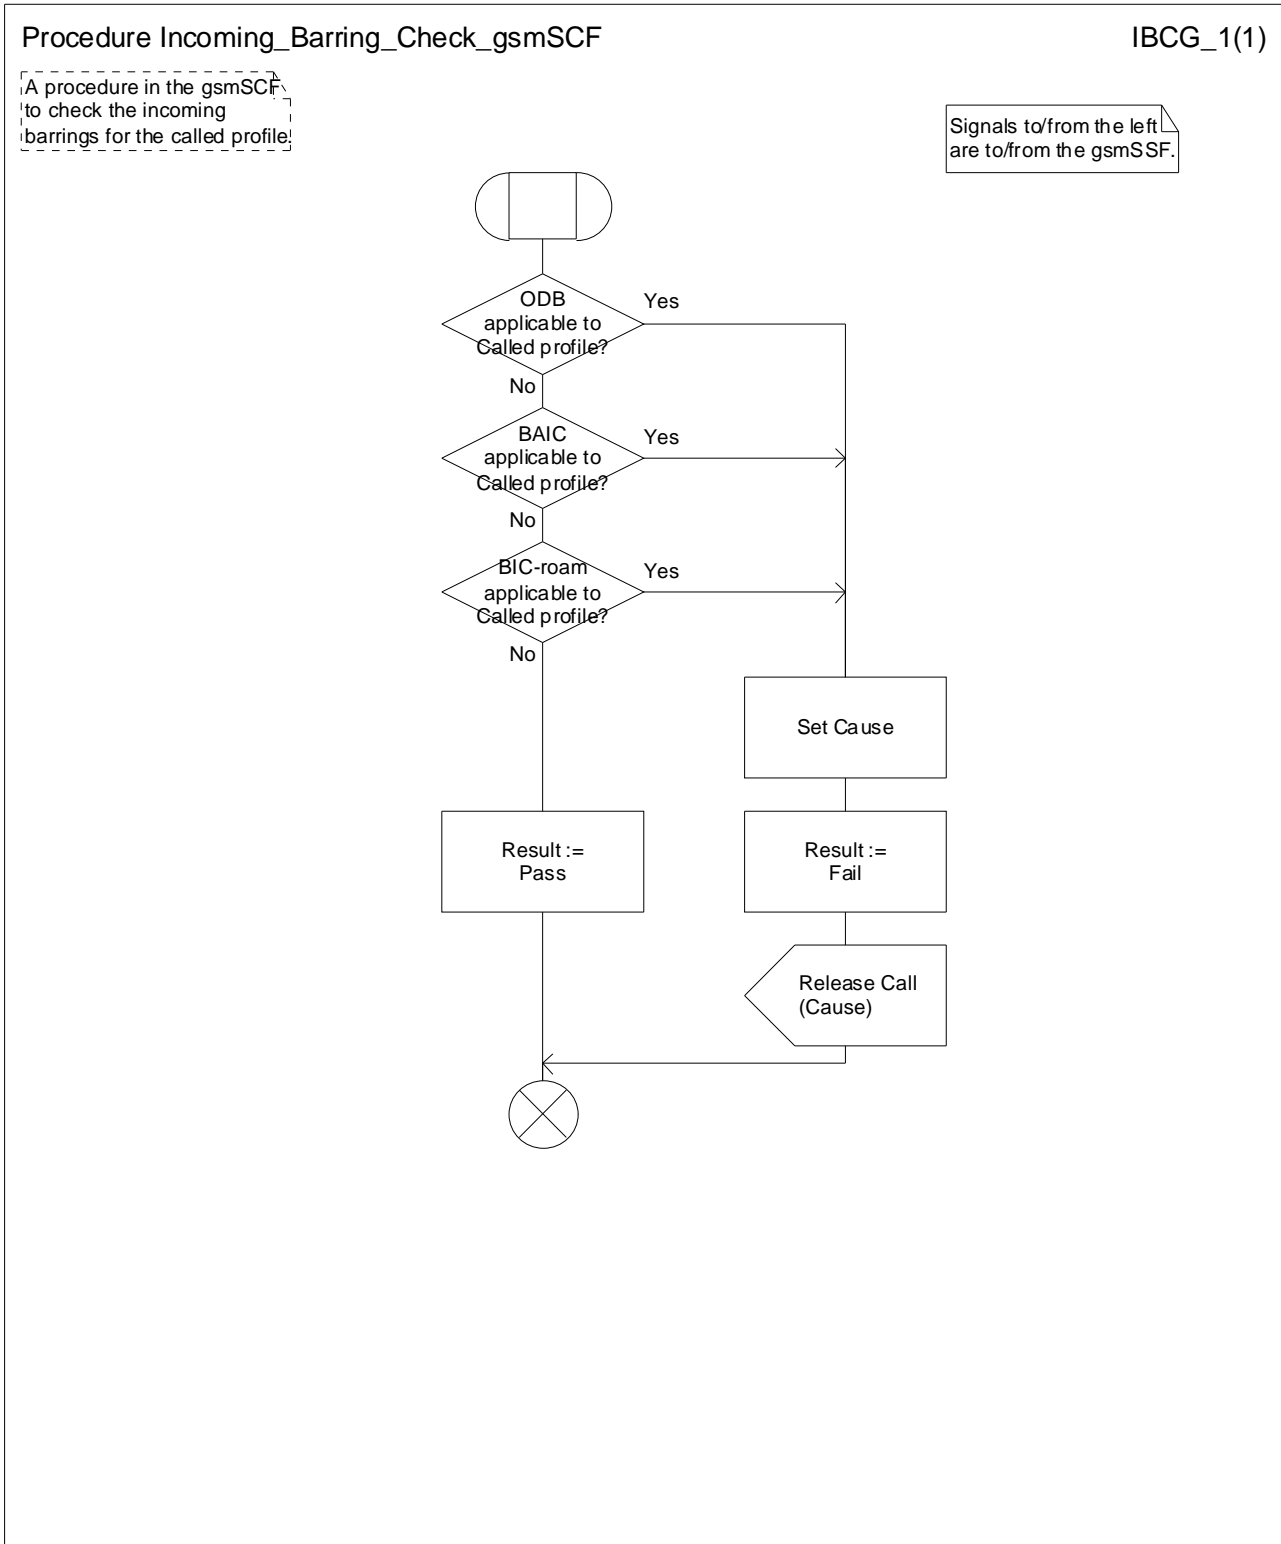 Procedure Incoming_Barring_Check_gsmSCF
IBCG_1(1)
A procedure in the gsmSCF
to check the incoming
barrings for the called profile.
Signals to/from the left
are to/from the gsmSSF.
ODB
applicable to
Called profile?
Yes
No
BAIC
applicable to
Called profile?
Yes
No
BIC-roam
applicable to
Called profile?
Yes
No
Set Cause
Result :=
Pass
Result :=
Fail
Release Call
(Cause)